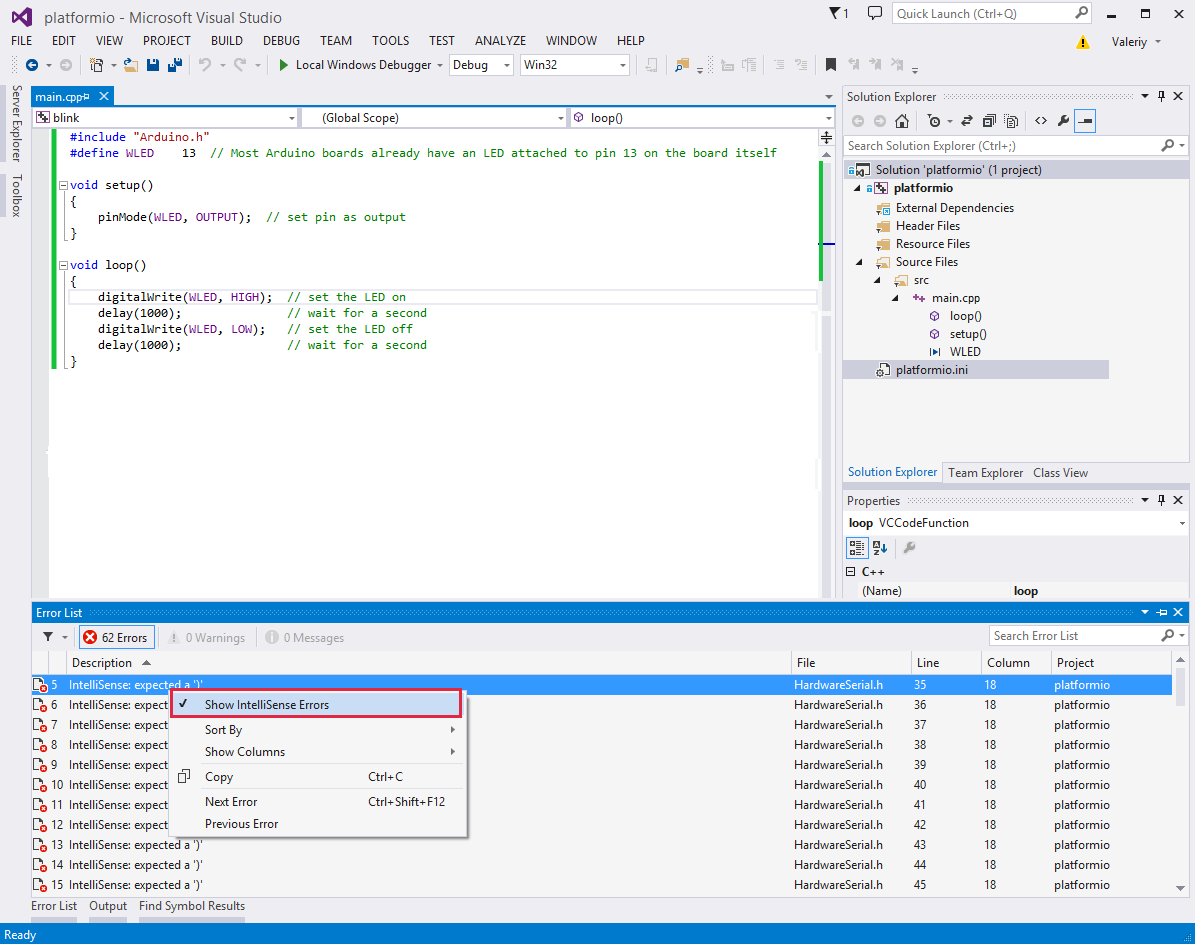 platformio - Microsoft Visual Studio
1
Quick Launch (Ctrl+Q)
FILE EDIT VIEW PROJECT BUILD DEBUG TEAM TOOLS TEST ANALYZE WINDOW HELP
Valeriy
Local Windows Debugger Debug Win32
Server Explorer
Toolbox
main.cpp
blink (Global Scope) loop()
#include "Arduino.h"
#define WLED    13  // Most Arduino boards already have an LED attached to pin 13 on the board itself
void setup()
{
pinMode(WLED, OUTPUT);  // set pin as output
}
void loop()
{
digitalWrite(WLED, HIGH);  // set the LED on
delay(1000);               // wait for a second
digitalWrite(WLED, LOW);   // set the LED off
delay(1000);               // wait for a second
}
Solution Explorer
Search Solution Explorer (Ctrl+;)
Solution 'platformio' (1 project)
platformio
External Dependencies
Header Files
Resource Files
Source Files
src
main.cpp
loop()
setup()
WLED
platformio.ini
Solution Explorer Team Explorer Class View
Properties
loop VCCodeFunction
C++
(Name) loop
Error List
62 Errors 0 Warnings 0 Messages
Search Error List
Description File Line Column Project
5 IntelliSense: expected a ')' HardwareSerial.h 35 18 platformio
6 IntelliSense: expect HardwareSerial.h 36 18 platformio
7 IntelliSense: expect HardwareSerial.h 37 18 platformio
8 IntelliSense: expect HardwareSerial.h 38 18 platformio
9 IntelliSense: expect HardwareSerial.h 39 18 platformio
10 IntelliSense: expect HardwareSerial.h 40 18 platformio
11 IntelliSense: expect HardwareSerial.h 41 18 platformio
12 IntelliSense: expect HardwareSerial.h 42 18 platformio
13 IntelliSense: expected a ')' HardwareSerial.h 43 18 platformio
14 IntelliSense: expected a ')' HardwareSerial.h 44 18 platformio
15 IntelliSense: expected a ')' HardwareSerial.h 45 18 platformio
Show IntelliSense Errors
Sort By
Show Columns
Copy Ctrl+C
Next Error Ctrl+Shift+F12
Previous Error
Error List Output Find Symbol Results
Ready